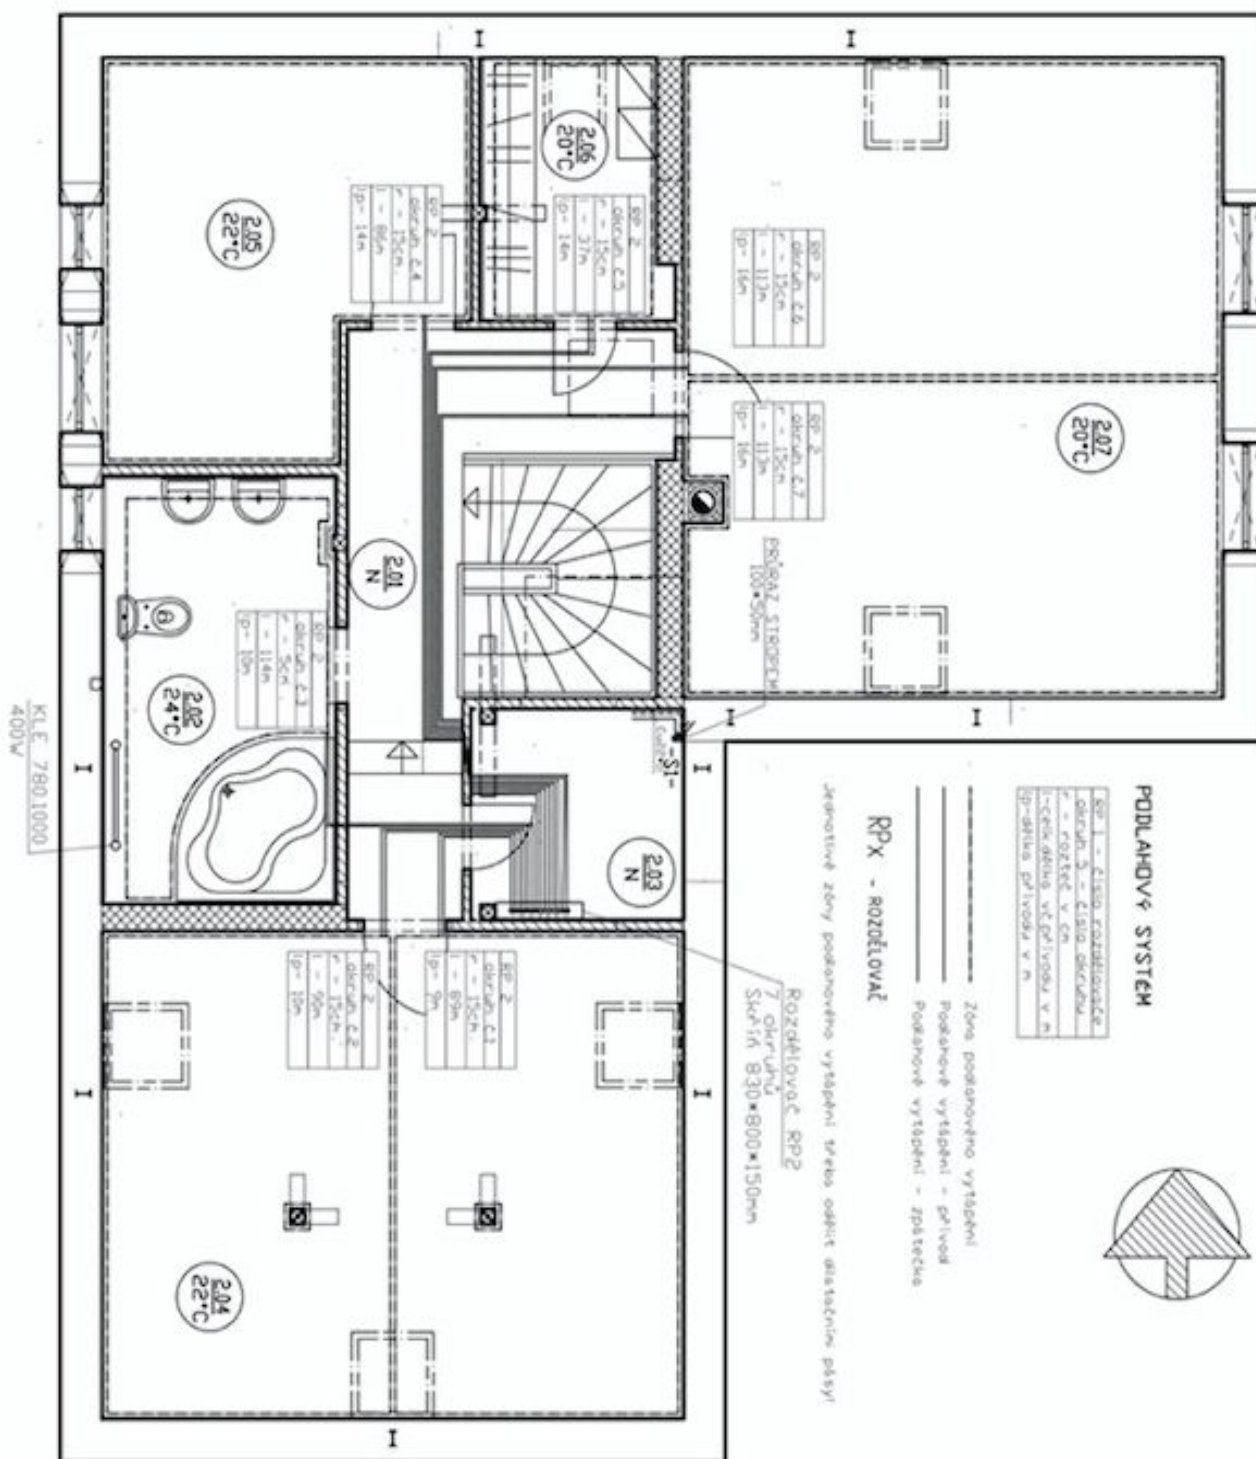 PODLAHOVÝ SYSTÉM
RP 1 - číslo rozdělovače
okruh 5 - číslo okruhu
r - rozteč v cm
l-celk.délka vč.přívodu v m
lp-délka přívodu v m
Zóna podlahového vytápění
Podlahové vytápění - přívod
Podlahové vytápění - zpátečka
RPx - ROZDĚLOVAČ
Jednotlivé zóny podlahového vytápění třeba oddělit dilatačními pásy!
Rozdělovač RP2
7 okruhů
Skříň 830*800*150mm
PRŮRAZ STROPEM
100*50mm
2.07
20°C
RP 2
okruh č.6
r - 15cm
l - 113m
lp- 16m
RP 2
okruh č.7
r - 15cm
l - 113m
lp- 16m
2.06
20°C
RP 2
okruh č.5
r - 15cm
l - 37m
lp- 14m
2.05
22°C
RP 2
okruh č.4
r - 15cm.
l - 86m
lp- 14m
2.01
N
-S1-
2.03
N
2.02
24°C
RP 2
okruh č.3
r - 5cm.
l - 114m
lp- 10m
KLE 780.1000
400W
RP 2
okruh č.1
r - 15cm.
l - 89m
lp- 9m
RP 2
okruh č.2
r - 15cm.
l - 90m
lp- 10m
2.04
22°C